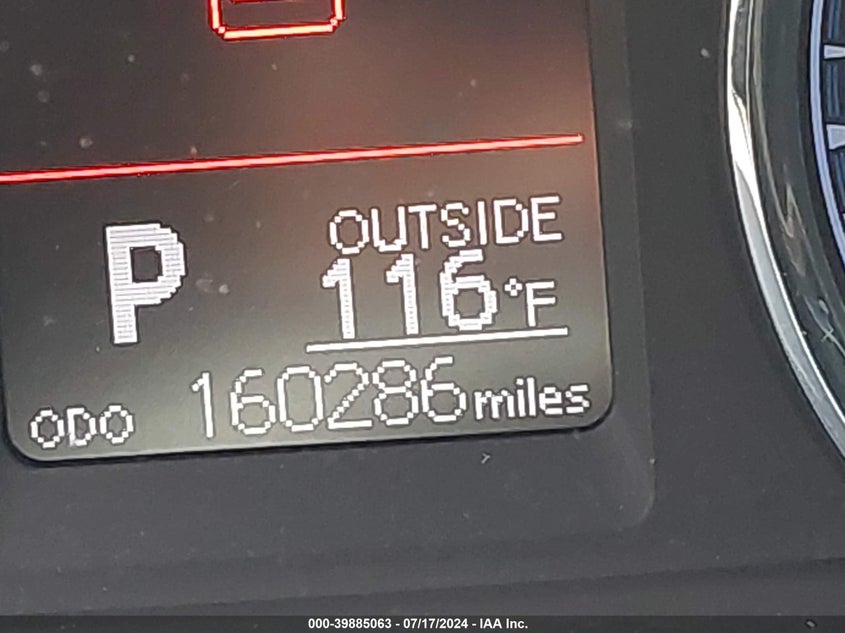 OUTSIDE
P 116°F
ODO 160286 miles
000-39885063 - 07/17/2024 - IAA Inc.